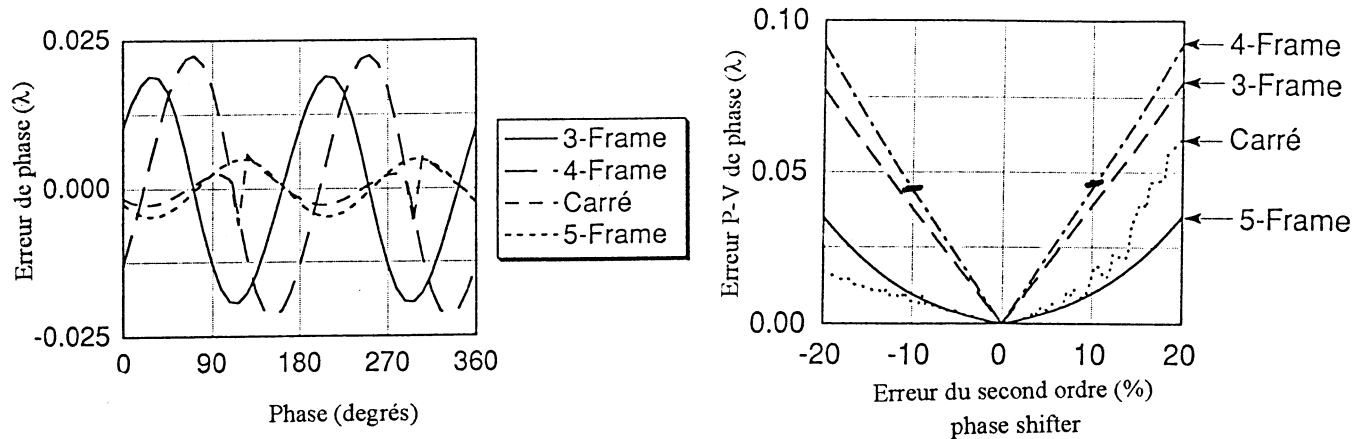 Erreur de phase (λ)
0.025
0.000
-0.025
0
90
180
270
360
Phase (degrés)
3-Frame
4-Frame
Carré
5-Frame
Erreur P-V de phase (λ)
0.10
0.05
0.00
-20
-10
0
10
20
Erreur du second ordre (%)
phase shifter
4-Frame
3-Frame
Carré
5-Frame